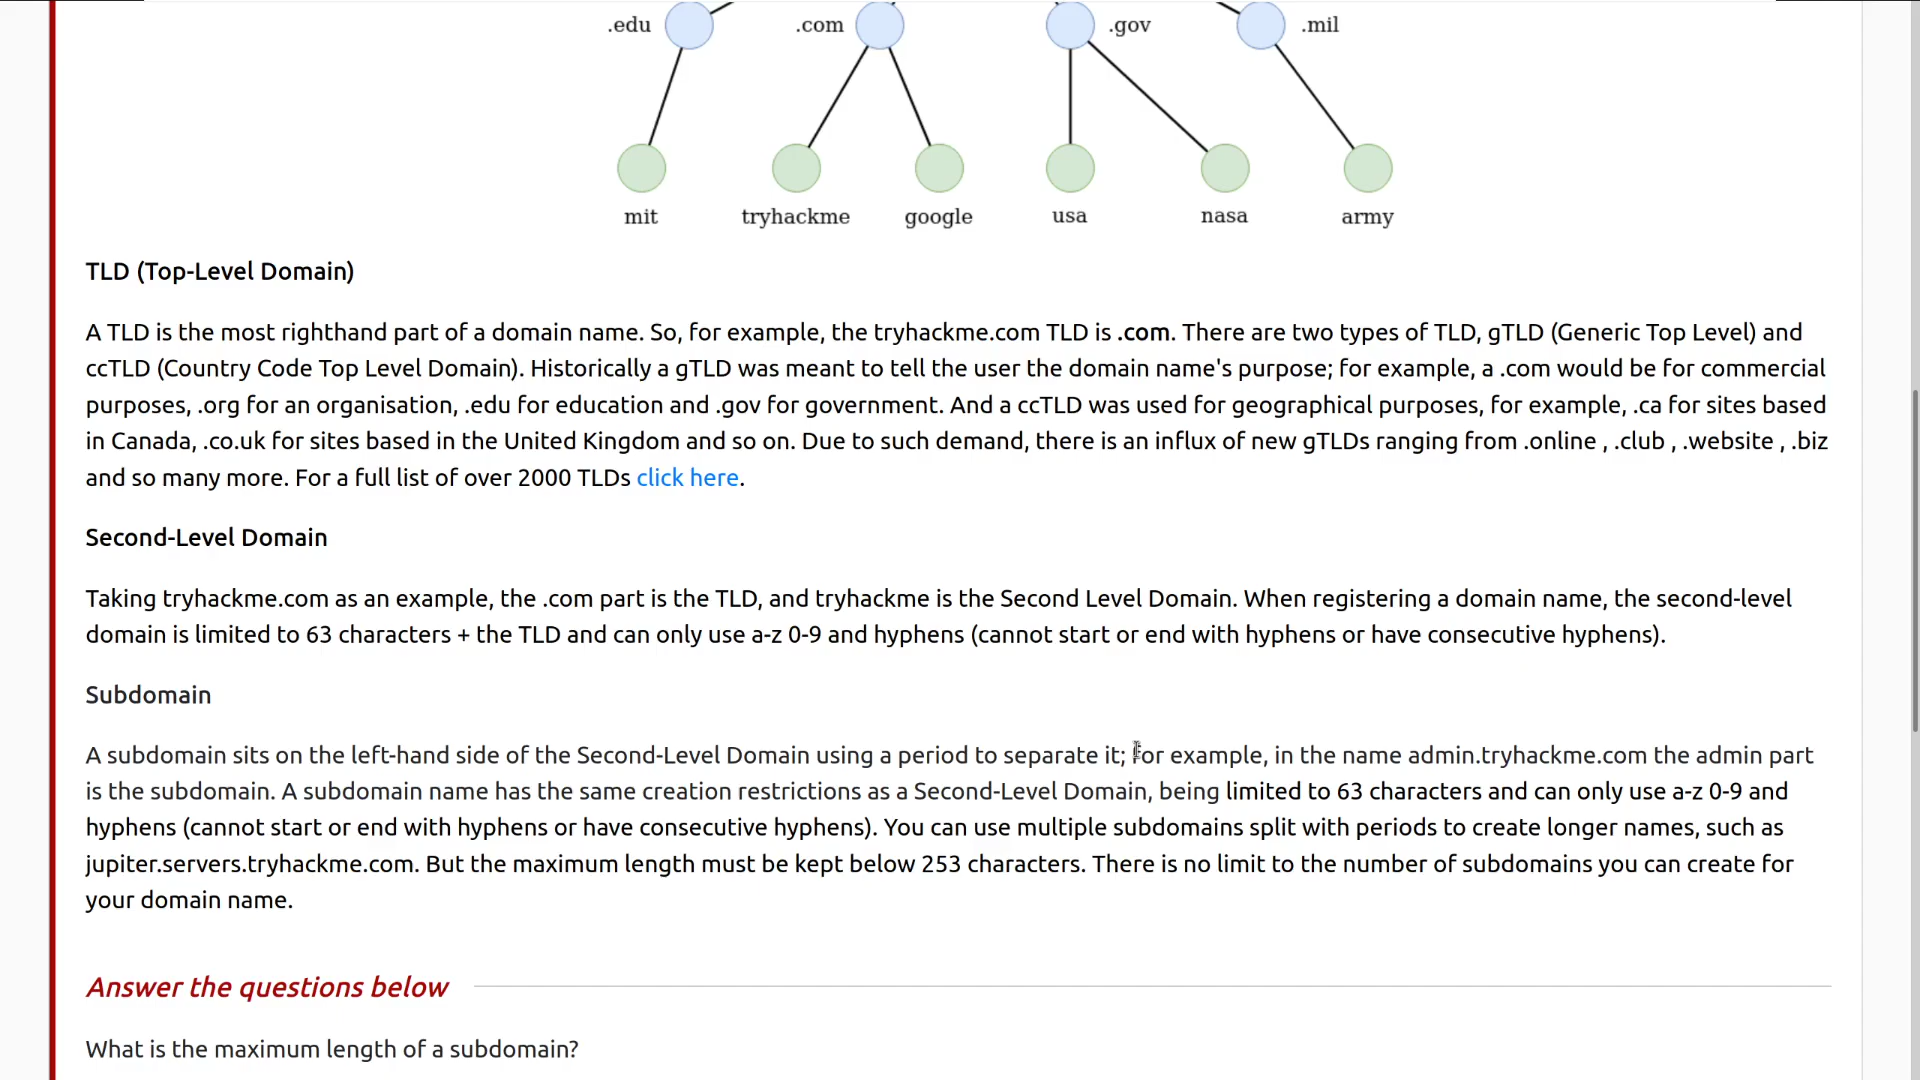 .edu .com .gov .mil
mit tryhackme google usa nasa army
TLD (Top-Level Domain)
A TLD is the most righthand part of a domain name. So, for example, the tryhackme.com TLD is .com. There are two types of TLD, gTLD (Generic Top Level) and
ccTLD (Country Code Top Level Domain). Historically a gTLD was meant to tell the user the domain name's purpose; for example, a .com would be for commercial
purposes, .org for an organisation, .edu for education and .gov for government. And a ccTLD was used for geographical purposes, for example, .ca for sites based
in Canada, .co.uk for sites based in the United Kingdom and so on. Due to such demand, there is an influx of new gTLDs ranging from .online , .club , .website , .biz
and so many more. For a full list of over 2000 TLDs click here.
Second-Level Domain
Taking tryhackme.com as an example, the .com part is the TLD, and tryhackme is the Second Level Domain. When registering a domain name, the second-level
domain is limited to 63 characters + the TLD and can only use a-z 0-9 and hyphens (cannot start or end with hyphens or have consecutive hyphens).
Subdomain
A subdomain sits on the left-hand side of the Second-Level Domain using a period to separate it; for example, in the name admin.tryhackme.com the admin part
is the subdomain. A subdomain name has the same creation restrictions as a Second-Level Domain, being limited to 63 characters and can only use a-z 0-9 and
hyphens (cannot start or end with hyphens or have consecutive hyphens). You can use multiple subdomains split with periods to create longer names, such as
jupiter.servers.tryhackme.com. But the maximum length must be kept below 253 characters. There is no limit to the number of subdomains you can create for
your domain name.
Answer the questions below
What is the maximum length of a subdomain?